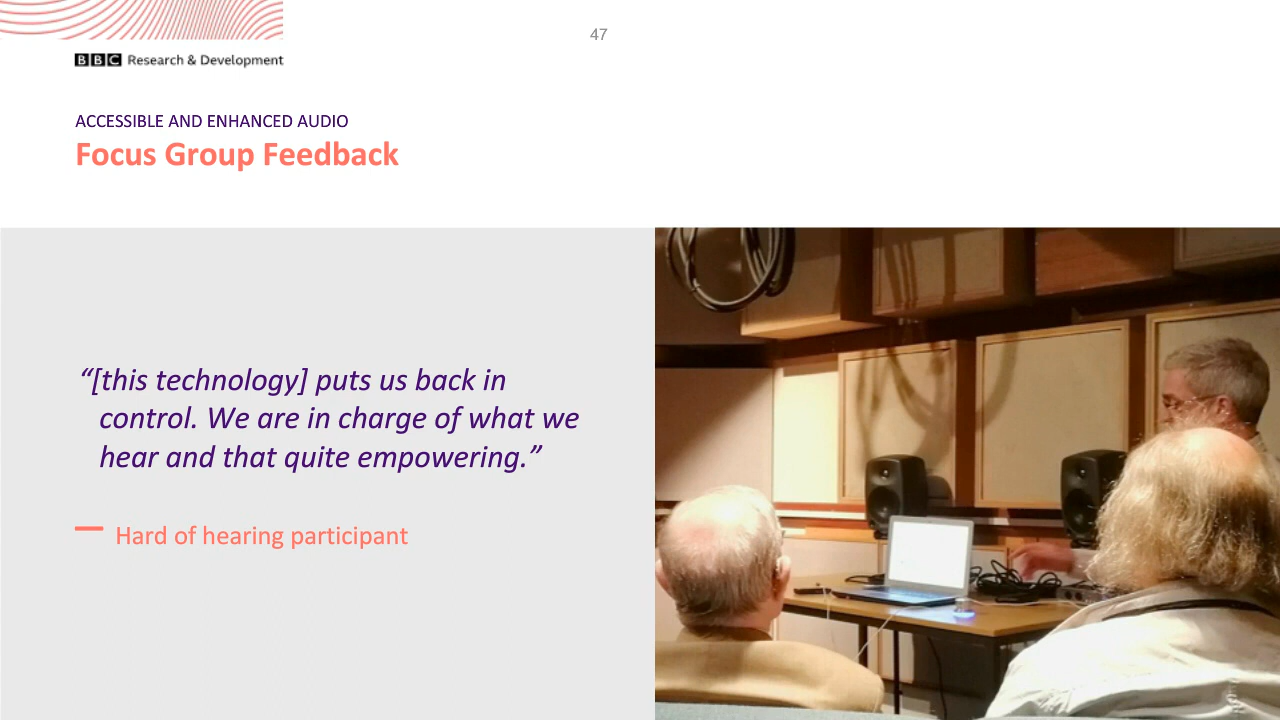 47
BBC Research & Development
ACCESSIBLE AND ENHANCED AUDIO
Focus Group Feedback
“[this technology] puts us back in
control. We are in charge of what we
hear and that quite empowering.”
— Hard of hearing participant